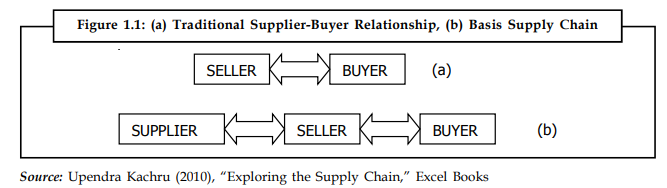 Figure 1.1: (a) Traditional Supplier-Buyer Relationship, (b) Basis Supply Chain
SELLER BUYER (a)
SUPPLIER SELLER BUYER (b)
Source: Upendra Kachru (2010), “Exploring the Supply Chain,” Excel Books